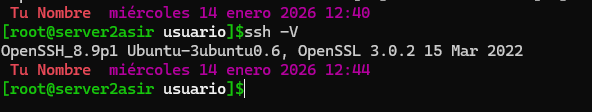 Tu Nombre miércoles 14 enero 2026 12:40
[root@server2asir usuario]$ssh -V
OpenSSH_8.9p1 Ubuntu-3ubuntu0.6, OpenSSL 3.0.2 15 Mar 2022
Tu Nombre miércoles 14 enero 2026 12:44
[root@server2asir usuario]$